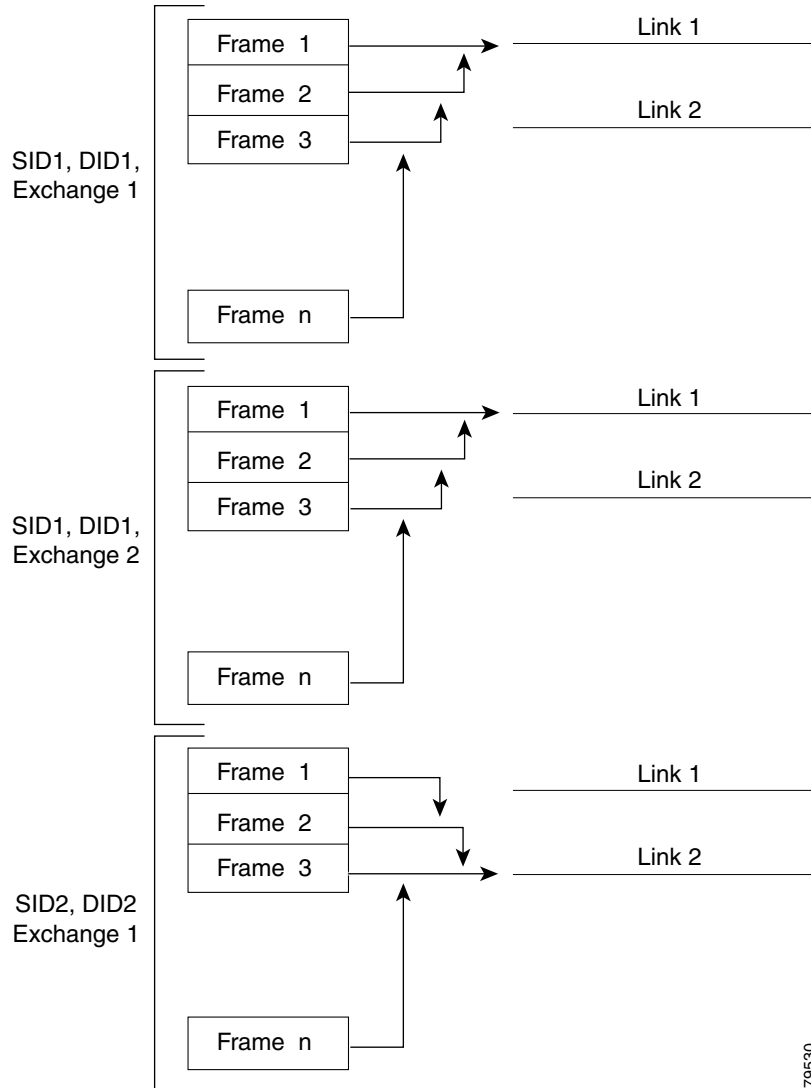 Frame 1
Link 1
Frame 2
Link 2
Frame 3
SID1, DID1,
Exchange 1
Frame n
Frame 1
Link 1
Frame 2
Link 2
Frame 3
SID1, DID1,
Exchange 2
Frame n
Frame 1
Link 1
Frame 2
Link 2
Frame 3
SID2, DID2
Exchange 1
Frame n
79530